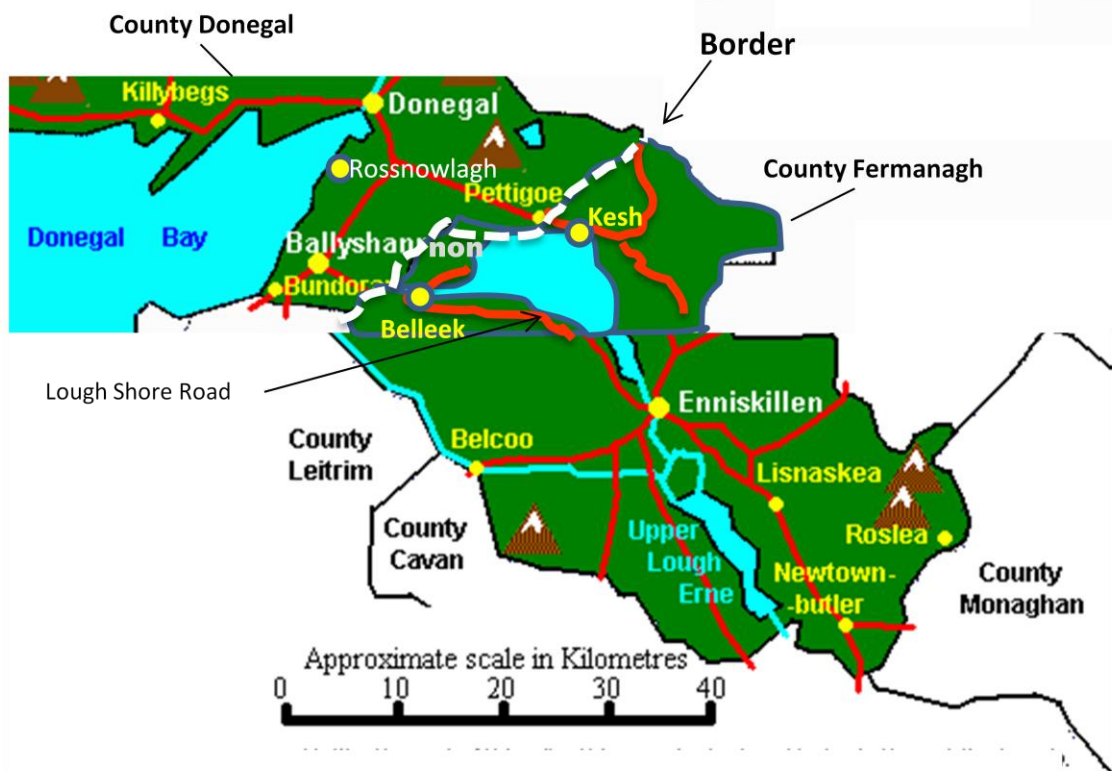 County Donegal
Border
Killybegs
Donegal
County Fermanagh
Rossnowlagh
Pettigoe
Kesh
Donegal Bay
Ballyshannon
Bundoran
Belleek
Lough Shore Road
Enniskillen
County
Leitrim
Belcoo
Lisnaskea
County
Cavan
Upper
Lough
Erne
Roslea
Newtown-
-butler
County
Monaghan
Approximate scale in Kilometres
0 10 20 30 40